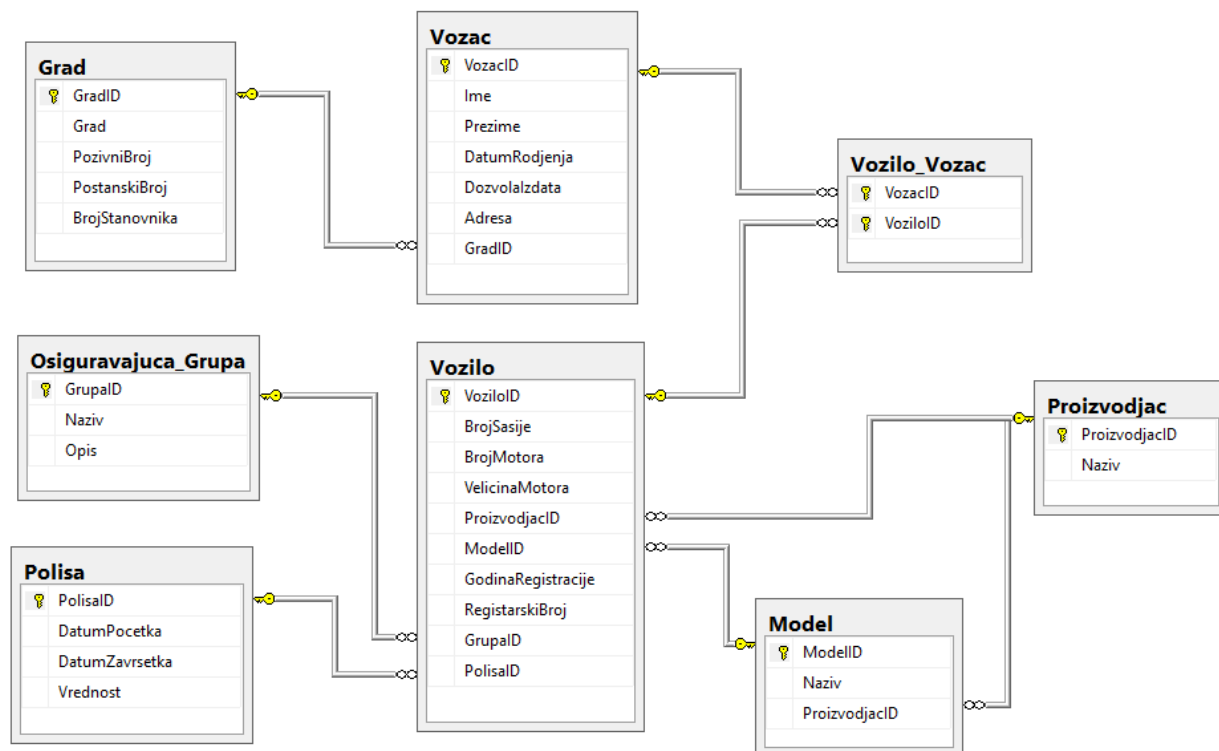 Grad
GradID
Grad
PozivniBroj
PostanskiBroj
BrojStanovnika
Vozac
VozacID
Ime
Prezime
DatumRodjenja
DozvolaIzdata
Adresa
GradID
Vozilo_Vozac
VozacID
VoziloID
Osiguravajuca_Grupa
GrupaID
Naziv
Opis
Vozilo
VoziloID
BrojSasije
BrojMotora
VelicinaMotora
ProizvodjacID
ModelID
GodinaRegistracije
RegistarskiBroj
GrupaID
PolisaID
Proizvodjac
ProizvodjacID
Naziv
Polisa
PolisaID
DatumPocetka
DatumZavrsetka
Vrednost
Model
ModelID
Naziv
ProizvodjacID